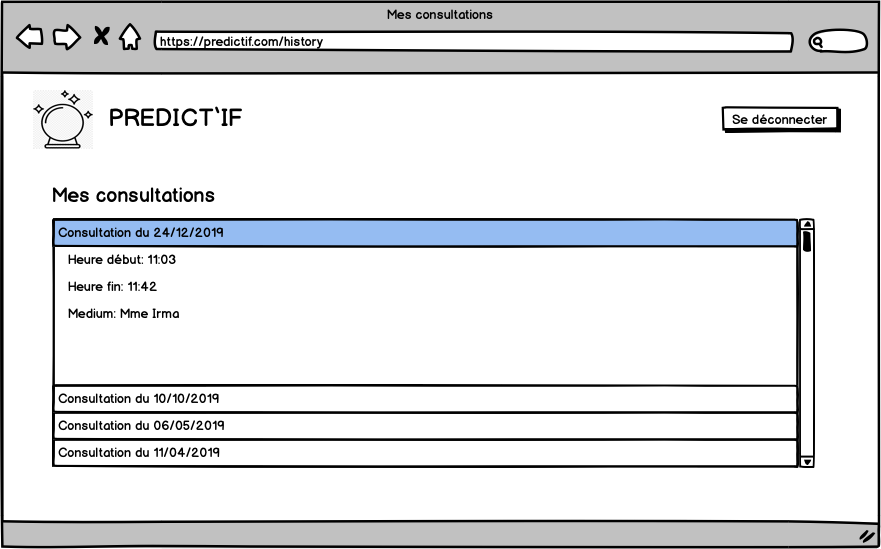 Mes consultations
https://predictif.com/history
PREDICT'IF
Se déconnecter
Mes consultations
Consultation du 24/12/2019
Heure début: 11:03
Heure fin: 11:42
Medium: Mme Irma
Consultation du 10/10/2019
Consultation du 06/05/2019
Consultation du 11/04/2019